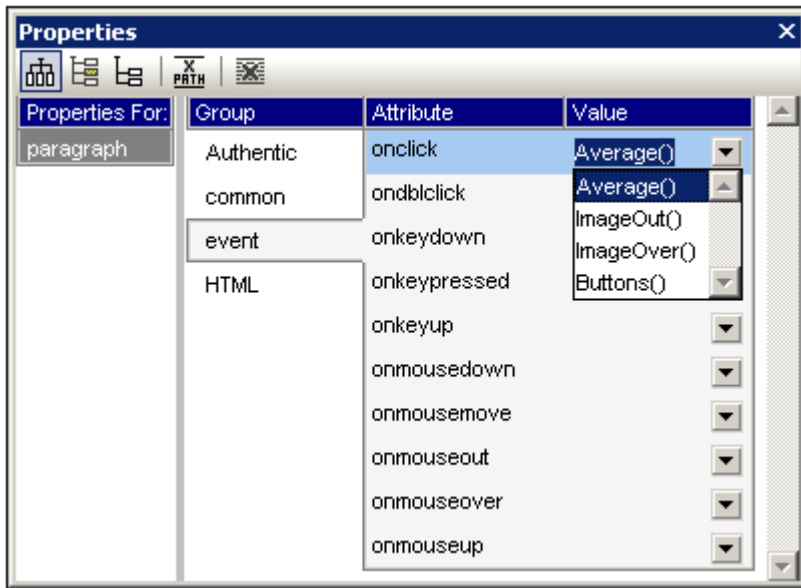 Properties
X PATH
Properties For: Group Attribute Value
paragraph Authentic onclick Average()
common ondblclick Average()
ImageOut()
event onkeydown ImageOver()
HTML onkeypressed Buttons()
onkeyup
onmousedown
onmousemove
onmouseout
onmouseover
onmouseup